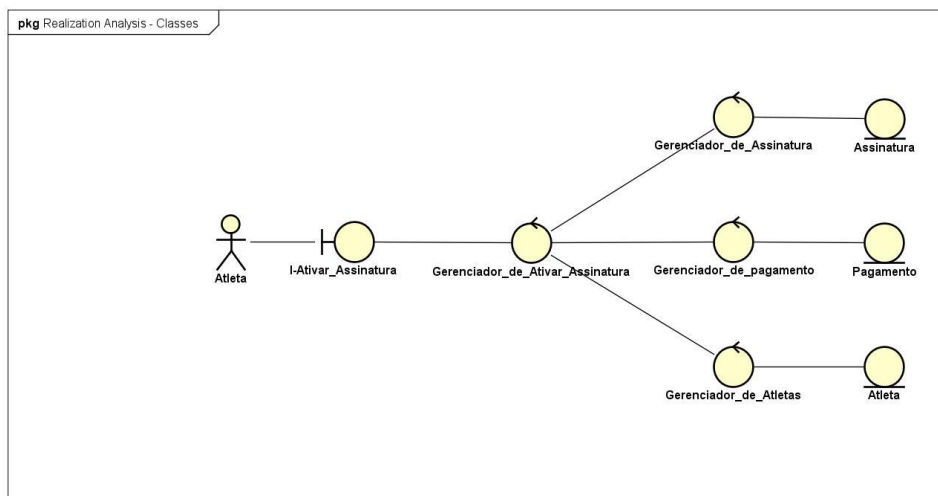 pkg Realization Analysis - Classes
Gerenciador_de_Assinatura
Assinatura
Atleta
I-Ativar_Assinatura
Gerenciador_de_Ativar_Assinatura
Gerenciador_de_pagamento
Pagamento
Gerenciador_de_Atletas
Atleta